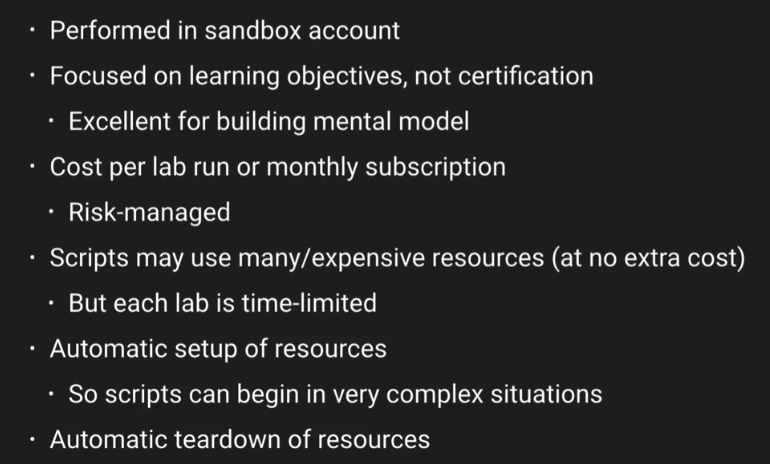 · Performed in sandbox account
· Focused on learning objectives, not certification
· Excellent for building mental model
· Cost per lab run or monthly subscription
· Risk-managed
· Scripts may use many/expensive resources (at no extra cost)
· But each lab is time-limited
· Automatic setup of resources
· So scripts can begin in very complex situations
· Automatic teardown of resources